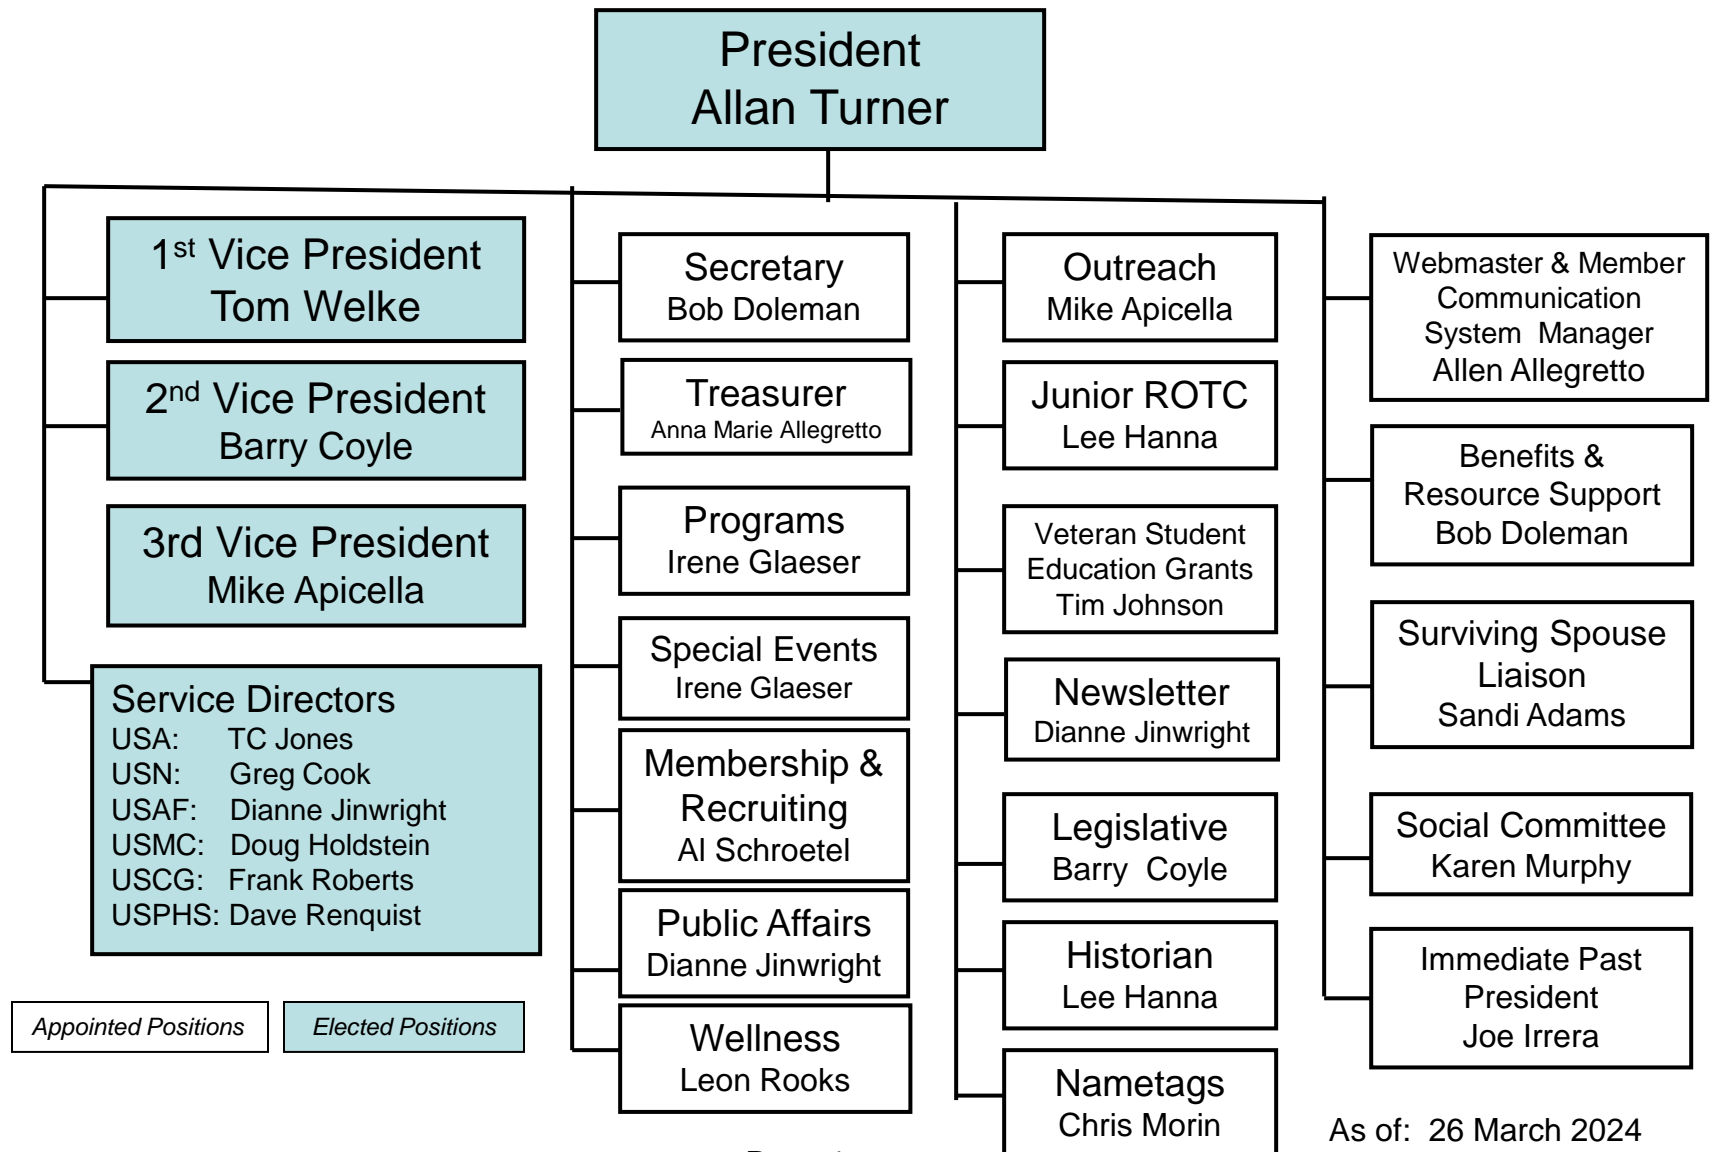 President
Allan Turner
1st Vice President
Tom Welke
2nd Vice President
Barry Coyle
3rd Vice President
Mike Apicella
Service Directors
USA: TC Jones
USN: Greg Cook
USAF: Dianne Jinwright
USMC: Doug Holdstein
USCG: Frank Roberts
USPHS: Dave Renquist
Appointed Positions
Elected Positions
Secretary
Bob Doleman
Treasurer
Anna Marie Allegretto
Programs
Irene Glaeser
Special Events
Irene Glaeser
Membership &
Recruiting
Al Schroetel
Public Affairs
Dianne Jinwright
Wellness
Leon Rooks
Outreach
Mike Apicella
Junior ROTC
Lee Hanna
Veteran Student
Education Grants
Tim Johnson
Newsletter
Dianne Jinwright
Legislative
Barry Coyle
Historian
Lee Hanna
Nametags
Chris Morin
Webmaster & Member
Communication
System Manager
Allen Allegretto
Benefits &
Resource Support
Bob Doleman
Surviving Spouse
Liaison
Sandi Adams
Social Committee
Karen Murphy
Immediate Past
President
Joe Irrera
As of: 26 March 2024